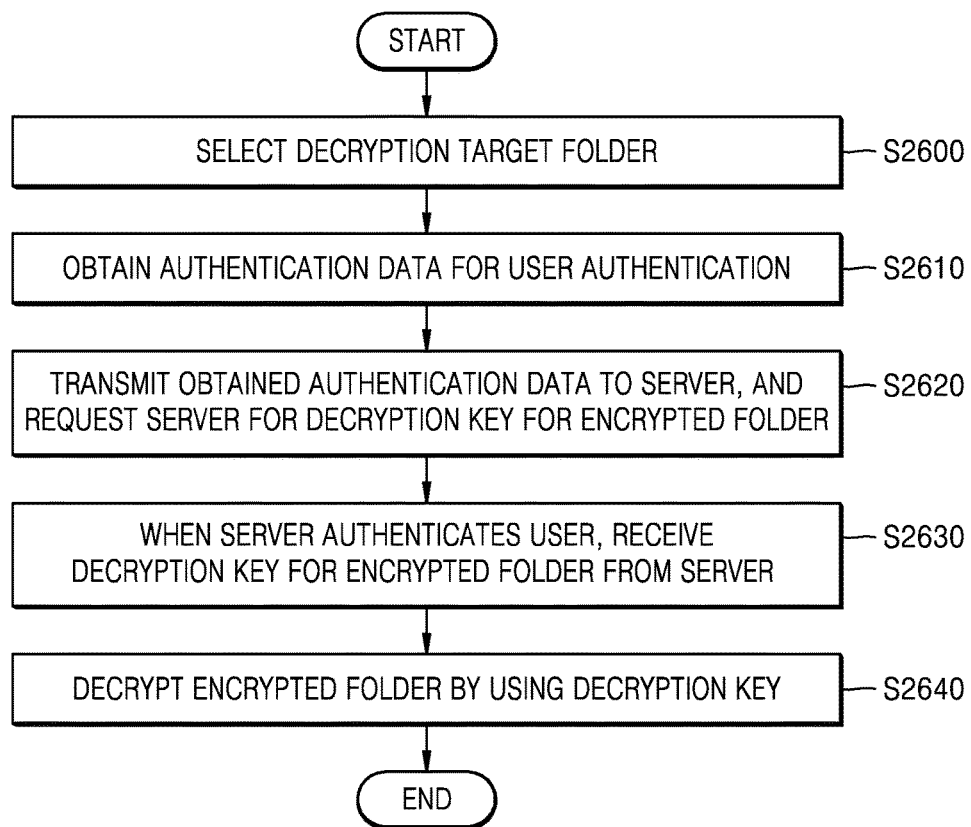 START
SELECT DECRYPTION TARGET FOLDER
S2600
OBTAIN AUTHENTICATION DATA FOR USER AUTHENTICATION
S2610
TRANSMIT OBTAINED AUTHENTICATION DATA TO SERVER, AND
REQUEST SERVER FOR DECRYPTION KEY FOR ENCRYPTED FOLDER
S2620
WHEN SERVER AUTHENTICATES USER, RECEIVE
DECRYPTION KEY FOR ENCRYPTED FOLDER FROM SERVER
S2630
DECRYPT ENCRYPTED FOLDER BY USING DECRYPTION KEY
S2640
END